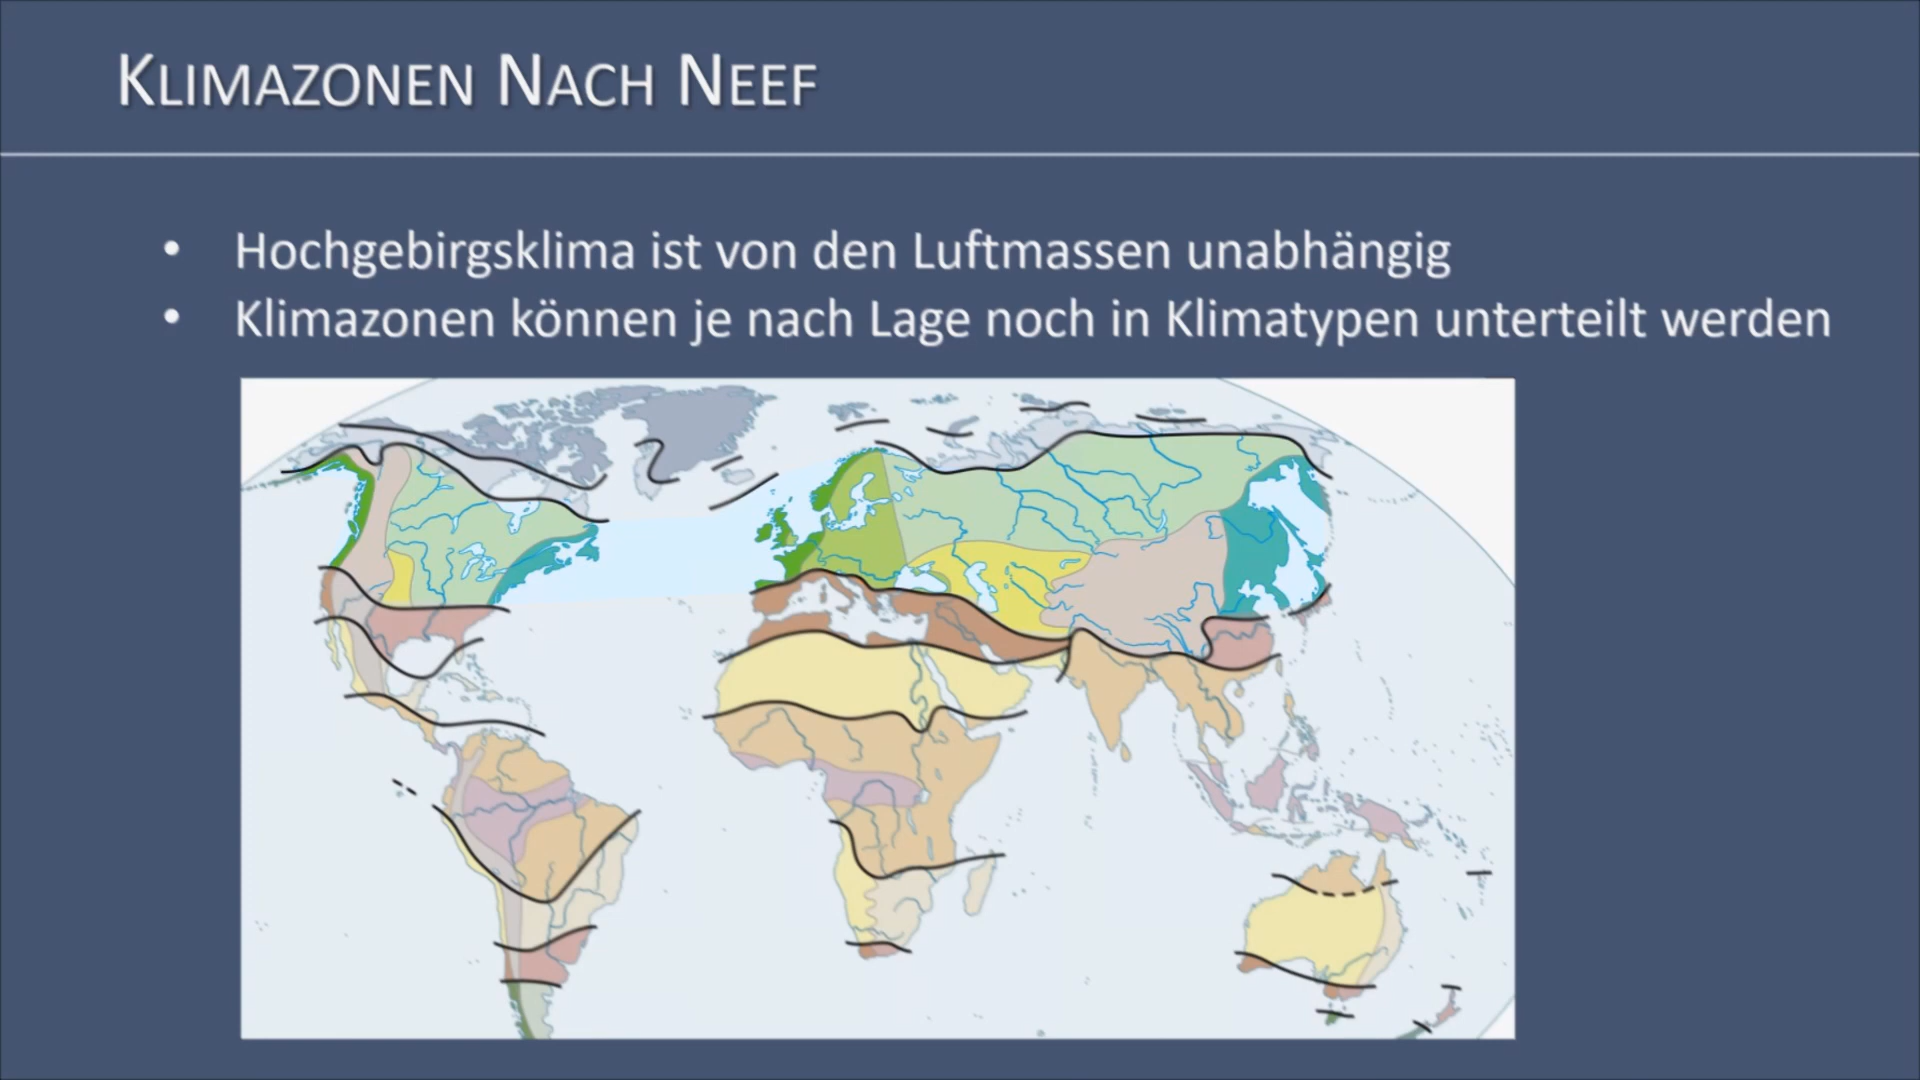 Klimazonen Nach Neef
• Hochgebirgsklima ist von den Luftmassen unabhängig
• Klimazonen können je nach Lage noch in Klimatypen unterteilt werden